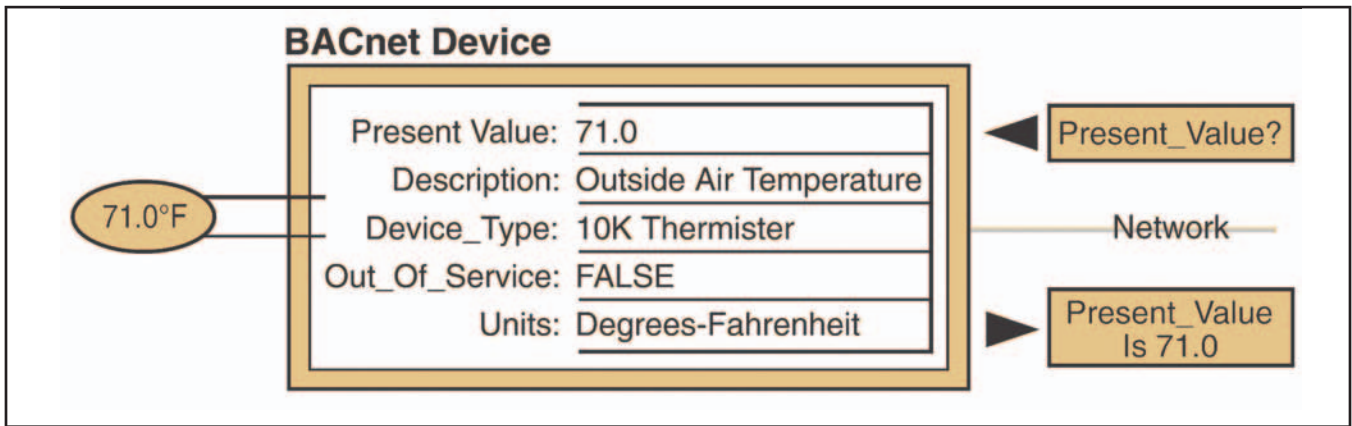 BACnet Device
71.0°F
Present Value: 71.0
Description: Outside Air Temperature
Device_Type: 10K Thermister
Out_Of_Service: FALSE
Units: Degrees-Fahrenheit
Present_Value?
Network
Present_Value
Is 71.0